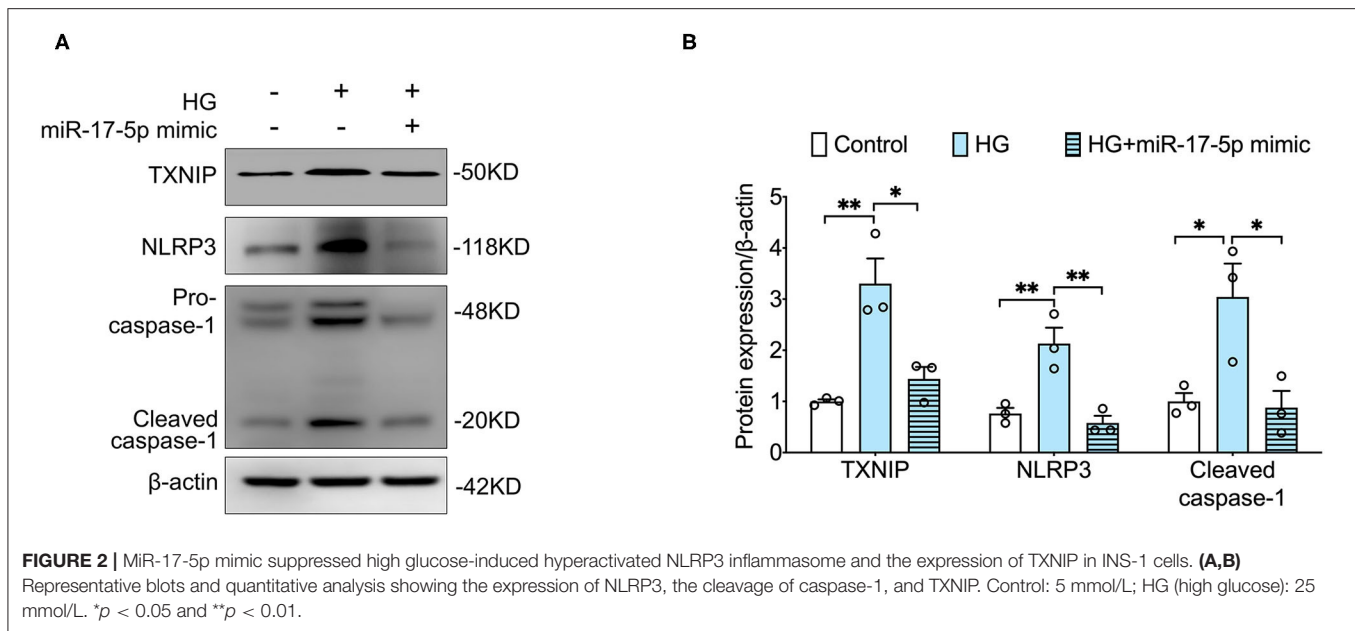 A
HG - + +
miR-17-5p mimic - - +
TXNIP -50KD
NLRP3 -118KD
Pro-
caspase-1 -48KD
Cleaved
caspase-1 -20KD
β-actin -42KD
B
Control HG HG+miR-17-5p mimic
Protein expression/β-actin
5
4
3
2
1
0
** *
** **
* *
TXNIP NLRP3 Cleaved
caspase-1
FIGURE 2 | MiR-17-5p mimic suppressed high glucose-induced hyperactivated NLRP3 inflammasome and the expression of TXNIP in INS-1 cells. (A,B)
Representative blots and quantitative analysis showing the expression of NLRP3, the cleavage of caspase-1, and TXNIP. Control: 5 mmol/L; HG (high glucose): 25
mmol/L. *p < 0.05 and **p < 0.01.